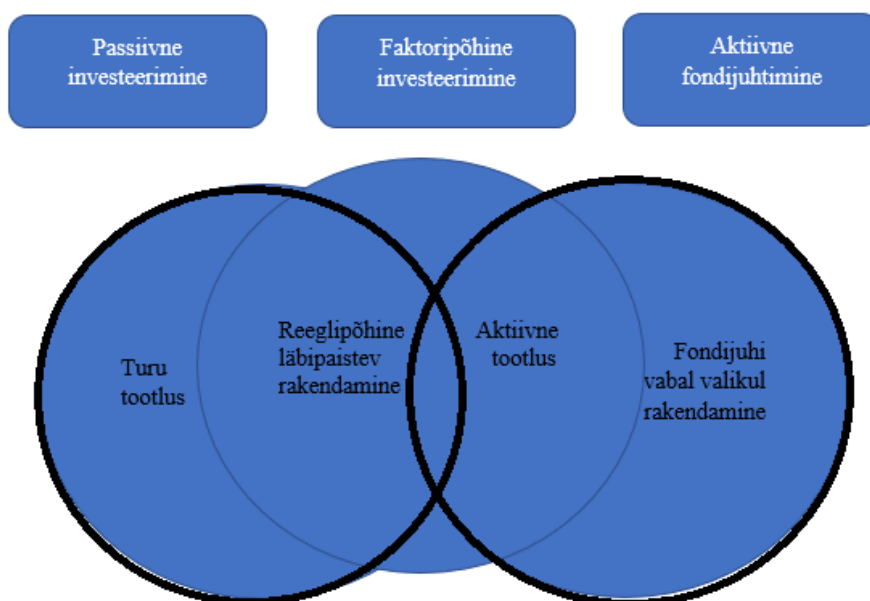 Passiivne
investeerimine
Faktoripõhine
investeerimine
Aktiivne
fondijuhtimine
Turu
tootlus
Reeglipõhine
läbipaistev
rakendamine
Aktiivne
tootlus
Fondijuhi
vabal valikul
rakendamine